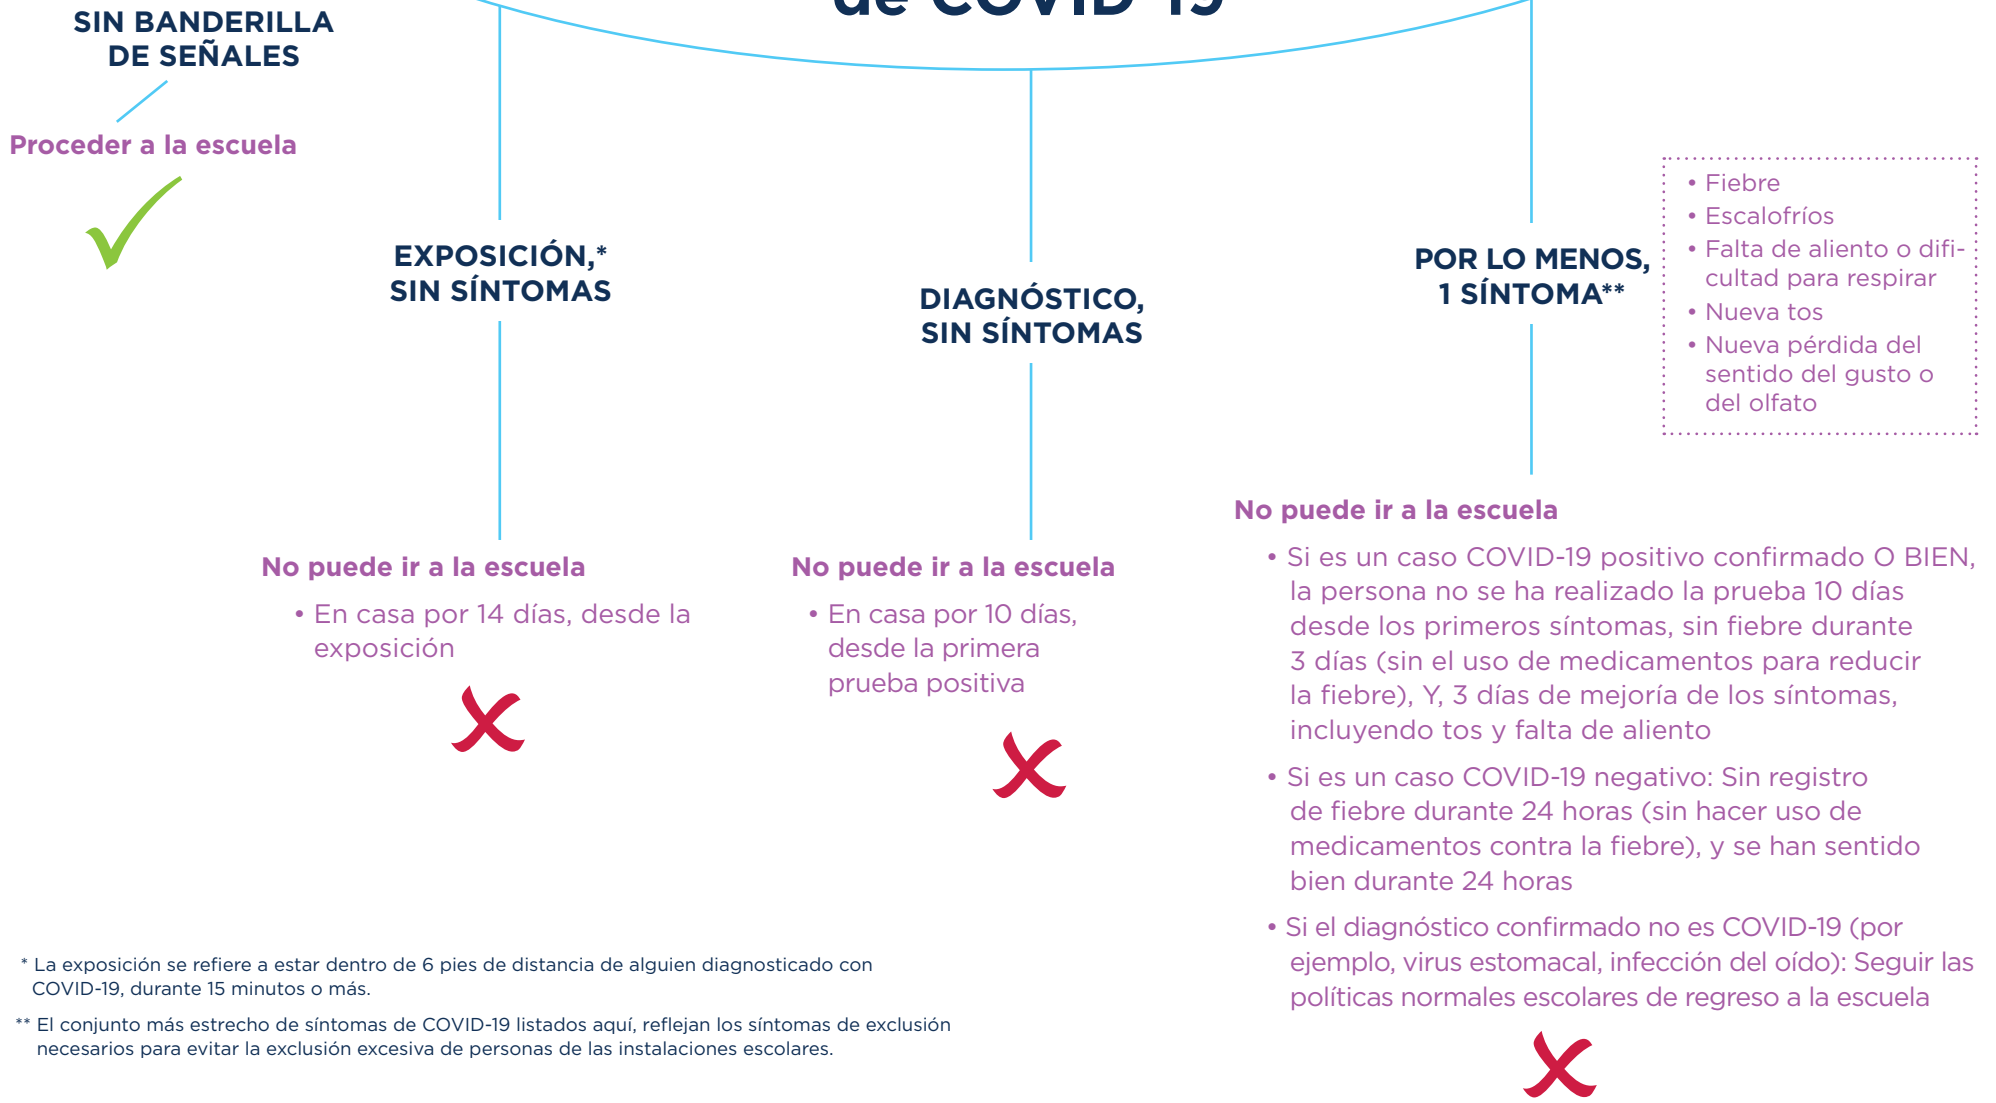 de COVID-19
SIN BANDERILLA
DE SEÑALES
Proceder a la escuela
EXPOSICIÓN,*
SIN SÍNTOMAS
No puede ir a la escuela
• En casa por 14 días, desde la
exposición
DIAGNÓSTICO,
SIN SÍNTOMAS
No puede ir a la escuela
• En casa por 10 días,
desde la primera
prueba positiva
POR LO MENOS,
1 SÍNTOMA**
• Fiebre
• Escalofríos
• Falta de aliento o difi-
cultad para respirar
• Nueva tos
• Nueva pérdida del
sentido del gusto o
del olfato
No puede ir a la escuela
• Si es un caso COVID-19 positivo confirmado O BIEN,
la persona no se ha realizado la prueba 10 días
desde los primeros síntomas, sin fiebre durante
3 días (sin el uso de medicamentos para reducir
la fiebre), Y, 3 días de mejoría de los síntomas,
incluyendo tos y falta de aliento
• Si es un caso COVID-19 negativo: Sin registro
de fiebre durante 24 horas (sin hacer uso de
medicamentos contra la fiebre), y se han sentido
bien durante 24 horas
• Si el diagnóstico confirmado no es COVID-19 (por
ejemplo, virus estomacal, infección del oído): Seguir las
políticas normales escolares de regreso a la escuela
* La exposición se refiere a estar dentro de 6 pies de distancia de alguien diagnosticado con
COVID-19, durante 15 minutos o más.
** El conjunto más estrecho de síntomas de COVID-19 listados aquí, reflejan los síntomas de exclusión
necesarios para evitar la exclusión excesiva de personas de las instalaciones escolares.